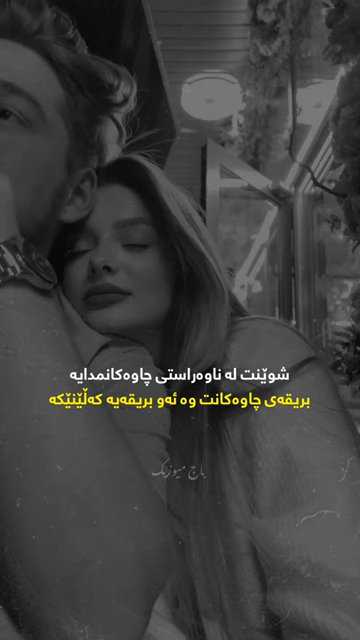 شوێنت لە ناوەراستی چاوەکانمدایە
بریقەی چاوەکانت وە ئەو بریقەیە کەڵێنێکە
باج میوزیک